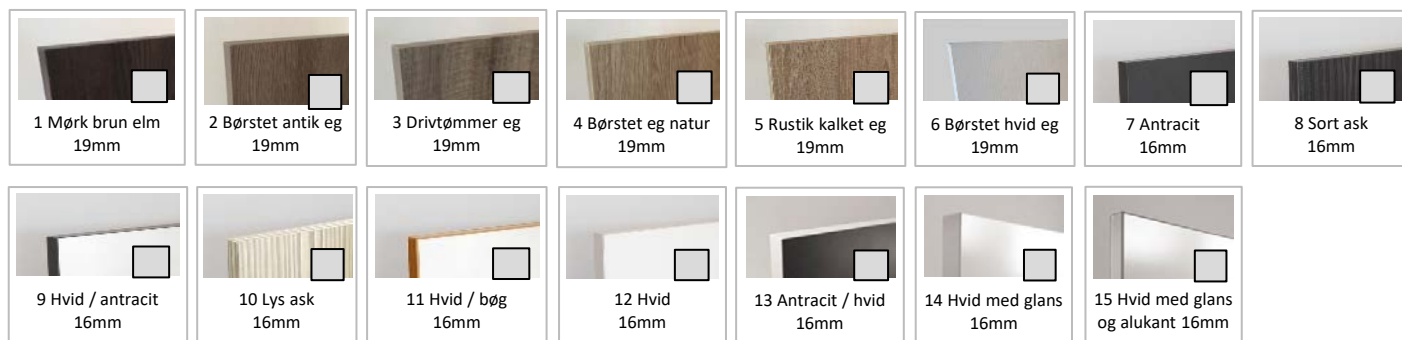 1 Mørk brun elm
19mm
2 Børstet antik eg
19mm
3 Drivtømmer eg
19mm
4 Børstet eg natur
19mm
5 Rustik kalket eg
19mm
6 Børstet hvid eg
19mm
7 Antracit
16mm
8 Sort ask
16mm
9 Hvid / antracit
16mm
10 Lys ask
16mm
11 Hvid / bøg
16mm
12 Hvid
16mm
13 Antracit / hvid
16mm
14 Hvid med glans
16mm
15 Hvid med glans
og alukant 16mm